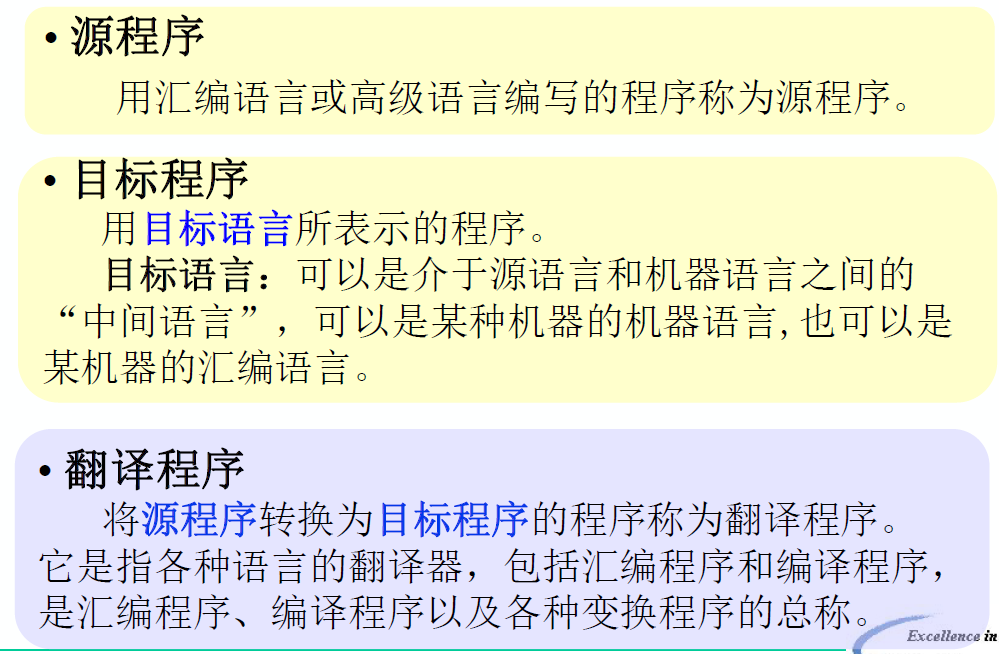 • 源程序
用汇编语言或高级语言编写的程序称为源程序。
• 目标程序
用目标语言所表示的程序。
目标语言：可以是介于源语言和机器语言之间的
“中间语言”，可以是某种机器的机器语言,也可以是
某机器的汇编语言。
• 翻译程序
将源程序转换为目标程序的程序称为翻译程序。
它是指各种语言的翻译器，包括汇编程序和编译程序，
是汇编程序、编译程序以及各种变换程序的总称。
Excellence in